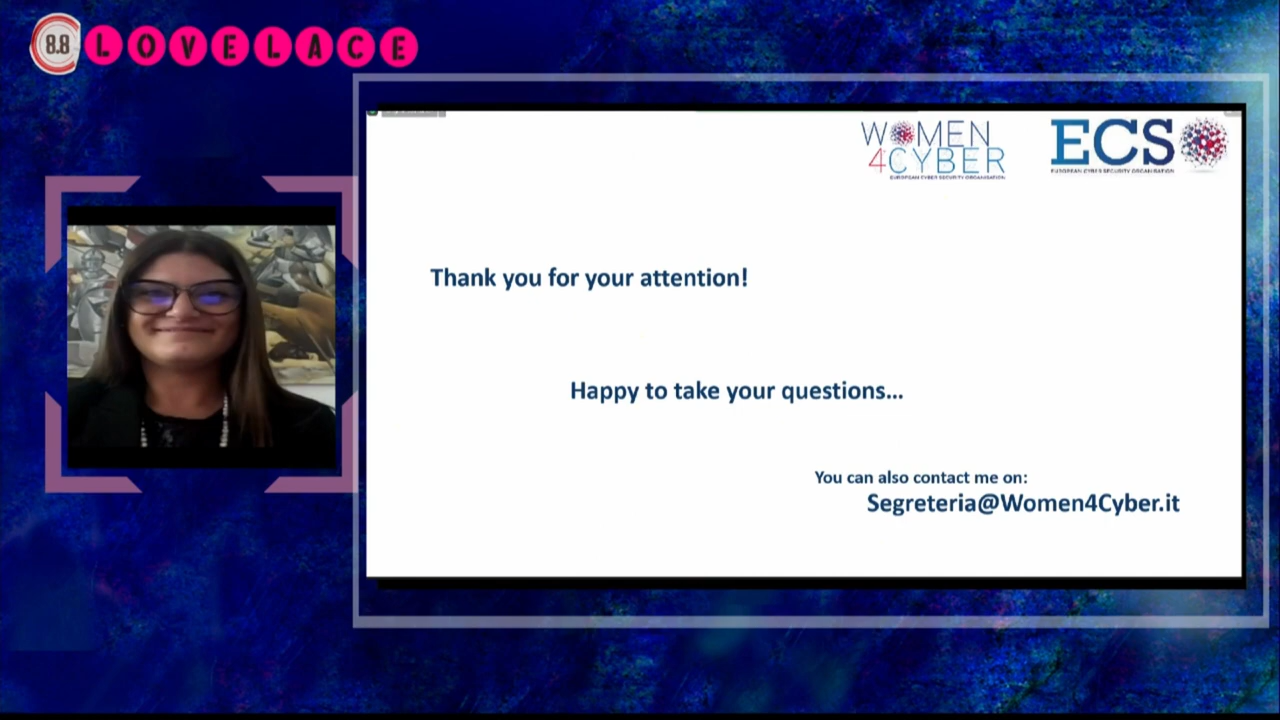 8.8 LOVELACE
WOMEN
4CYBER
EUROPEAN CYBER SECURITY ORGANISATION
ECS
EUROPEAN CYBER SECURITY ORGANISATION
Thank you for your attention!
Happy to take your questions...
You can also contact me on:
Segreteria@Women4Cyber.it